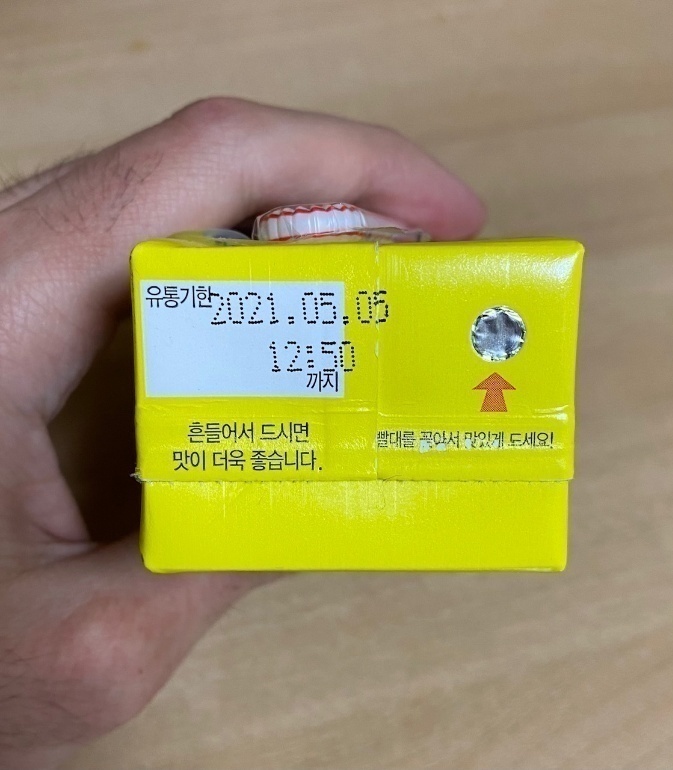 유통기한 2021.05.05
12:50
까지
흔들어서 드시면
맛이 더욱 좋습니다.
빨대를 꽂아서 맛있게 드세요!